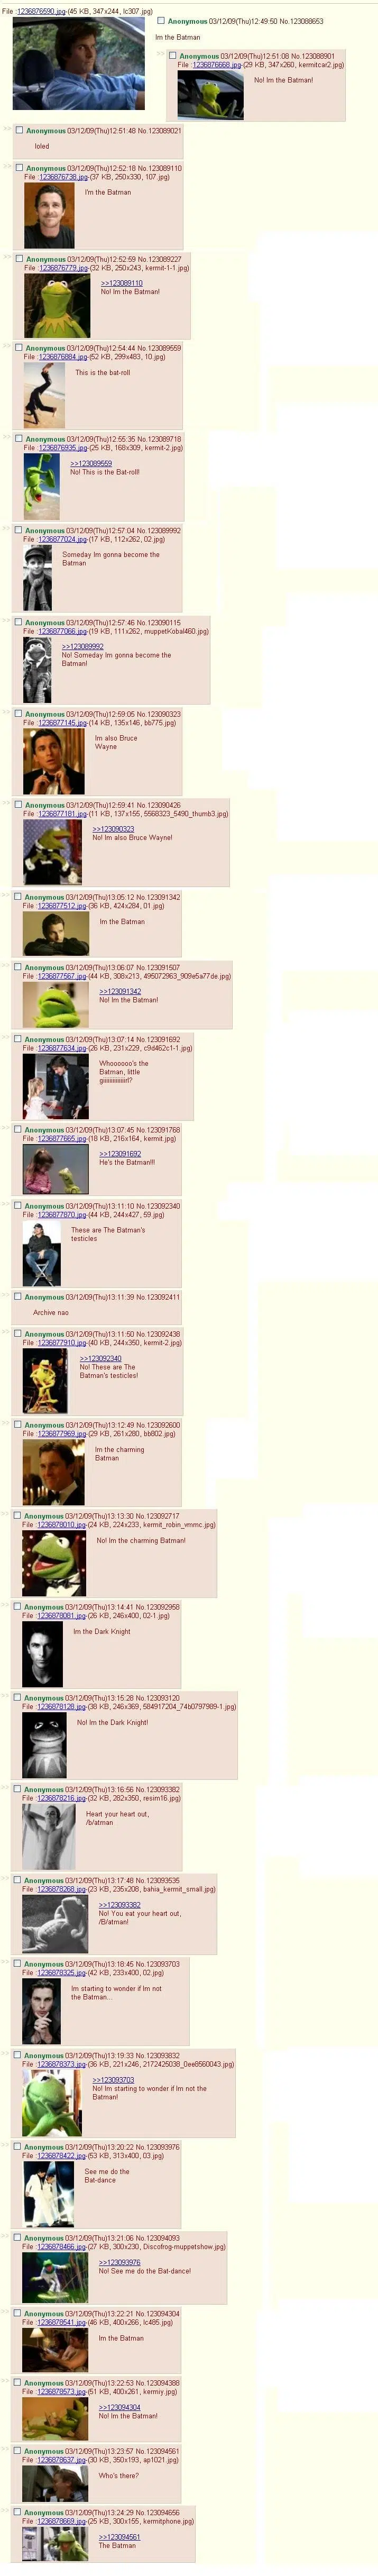 File :1236876590.jpg-(45 KB, 347x244, lc307.jpg)
Anonymous 03/12/09(Thu)12:49:50 No.123088653
Im the Batman
>> Anonymous 03/12/09(Thu)12:51:08 No.123088901
File :1236876668.jpg-(29 KB, 347x260, kermitcar2.jpg)
No! Im the Batman!
>> Anonymous 03/12/09(Thu)12:51:48 No.123089021
loled
>> Anonymous 03/12/09(Thu)12:52:18 No.123089110
File :1236876738.jpg-(37 KB, 250x330, 107.jpg)
I'm the Batman
>> Anonymous 03/12/09(Thu)12:52:59 No.123089227
File :1236876779.jpg-(32 KB, 250x243, kermit-1-1.jpg)
>>123089110
No! Im the Batman!
>> Anonymous 03/12/09(Thu)12:54:44 No.123089559
File :1236876884.jpg-(52 KB, 299x483, 10.jpg)
This is the bat-roll
>> Anonymous 03/12/09(Thu)12:55:35 No.123089718
File :1236876935.jpg-(25 KB, 168x309, kermit-2.jpg)
>>123089559
No! This is the Bat-roll!
>> Anonymous 03/12/09(Thu)12:57:04 No.123089992
File :1236877024.jpg-(17 KB, 112x262, 02.jpg)
Someday Im gonna become the
Batman
>> Anonymous 03/12/09(Thu)12:57:46 No.123090115
File :1236877066.jpg-(19 KB, 111x262, muppetKobal460.jpg)
>>123089992
No! Someday Im gonna become the
Batman!
>> Anonymous 03/12/09(Thu)12:59:05 No.123090323
File :1236877145.jpg-(14 KB, 135x146, bb775.jpg)
Im also Bruce
Wayne
>> Anonymous 03/12/09(Thu)12:59:41 No.123090426
File :1236877181.jpg-(11 KB, 137x155, 5568323_5490_thumb3.jpg)
>>123090323
No! Im also Bruce Wayne!
>> Anonymous 03/12/09(Thu)13:05:12 No.123091342
File :1236877512.jpg-(36 KB, 424x284, 01.jpg)
Im the Batman
>> Anonymous 03/12/09(Thu)13:06:07 No.123091507
File :1236877567.jpg-(44 KB, 308x213, 495072963_909e5a77de.jpg)
>>123091342
No! Im the Batman!
>> Anonymous 03/12/09(Thu)13:07:14 No.123091692
File :1236877634.jpg-(26 KB, 231x229, c9d462c1-1.jpg)
Whoooooo's the
Batman, little
giiiiiiiiiiiiirl?
>> Anonymous 03/12/09(Thu)13:07:45 No.123091768
File :1236877665.jpg-(18 KB, 216x164, kermit.jpg)
>>123091692
He's the Batman!!!
>> Anonymous 03/12/09(Thu)13:11:10 No.123092340
File :1236877870.jpg-(44 KB, 244x427, 59.jpg)
These are The Batman's
testicles
>> Anonymous 03/12/09(Thu)13:11:39 No.123092411
Archive nao
>> Anonymous 03/12/09(Thu)13:11:50 No.123092438
File :1236877910.jpg-(40 KB, 244x350, kermit-2.jpg)
>>123092340
No! These are The
Batman's testicles!
>> Anonymous 03/12/09(Thu)13:12:49 No.123092600
File :1236877969.jpg-(29 KB, 261x280, bb802.jpg)
Im the charming
Batman
>> Anonymous 03/12/09(Thu)13:13:30 No.123092717
File :1236878010.jpg-(24 KB, 224x233, kermit_robin_vmmc.jpg)
No! Im the charming Batman!
>> Anonymous 03/12/09(Thu)13:14:41 No.123092958
File :1236878081.jpg-(26 KB, 246x400, 02-1.jpg)
Im the Dark Knight
>> Anonymous 03/12/09(Thu)13:15:28 No.123093120
File :1236878128.jpg-(38 KB, 246x369, 584917204_74b0797989-1.jpg)
No! Im the Dark Knight!
>> Anonymous 03/12/09(Thu)13:16:56 No.123093382
File :1236878216.jpg-(32 KB, 282x350, resim16.jpg)
Heart your heart out,
/b/atman
>> Anonymous 03/12/09(Thu)13:17:48 No.123093535
File :1236878268.jpg-(23 KB, 235x208, bahia_kermit_small.jpg)
>>123093382
No! You eat your heart out,
/B/atman!
>> Anonymous 03/12/09(Thu)13:18:45 No.123093703
File :1236878325.jpg-(42 KB, 233x400, 02.jpg)
Im starting to wonder if Im not
the Batman...
>> Anonymous 03/12/09(Thu)13:19:33 No.123093832
File :1236878373.jpg-(36 KB, 221x246, 2172425038_0ee8560043.jpg)
>>123093703
No! Im starting to wonder if Im not the
Batman!
>> Anonymous 03/12/09(Thu)13:20:22 No.123093976
File :1236878422.jpg-(53 KB, 313x400, 03.jpg)
See me do the
Bat-dance
>> Anonymous 03/12/09(Thu)13:21:06 No.123094093
File :1236878466.jpg-(27 KB, 300x230, Discofrog-muppetshow.jpg)
>>123093976
No! See me do the Bat-dance!
>> Anonymous 03/12/09(Thu)13:22:21 No.123094304
File :1236878541.jpg-(46 KB, 400x266, lc485.jpg)
Im the Batman
>> Anonymous 03/12/09(Thu)13:22:53 No.123094388
File :1236878573.jpg-(51 KB, 400x261, kermiy.jpg)
>>123094304
No! Im the Batman!
>> Anonymous 03/12/09(Thu)13:23:57 No.123094561
File :1236878637.jpg-(30 KB, 350x193, ap1021.jpg)
Who's there?
>> Anonymous 03/12/09(Thu)13:24:29 No.123094656
File :1236878669.jpg-(25 KB, 300x155, kermitphone.jpg)
>>123094561
The Batman